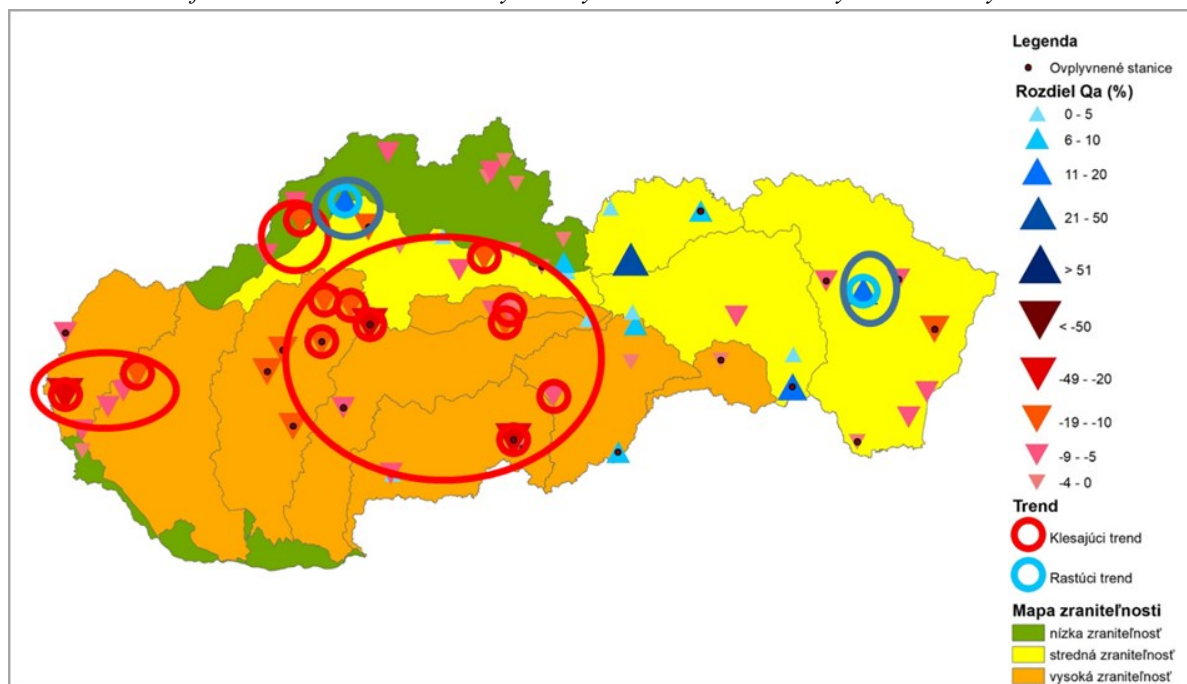 Legenda
Ovplyvnené stanice
Rozdiel Qa (%)
0 - 5
6 - 10
11 - 20
21 - 50
> 51
< -50
-49 - -20
-19 - -10
-9 - -5
-4 - 0
Trend
Klesajúci trend
Rastúci trend
Mapa zraniteľnosti
nízka zraniteľnosť
stredná zraniteľnosť
vysoká zraniteľnosť